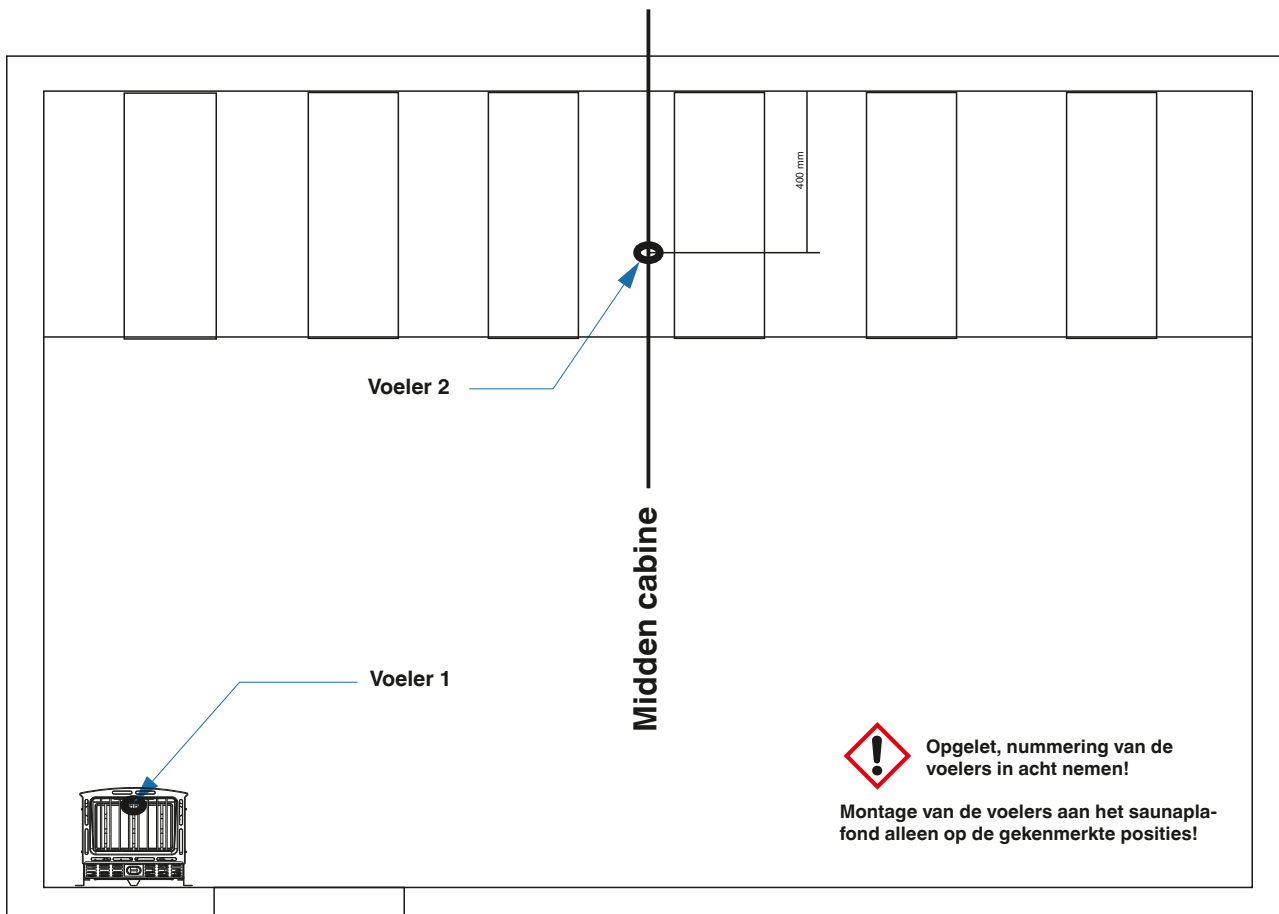 400 mm
Voeler 2
Midden cabine
Voeler 1
Opgelet, nummering van de
voelers in acht nemen!
Montage van de voelers aan het saunapla-
fond alleen op de gekenmerkte posities!